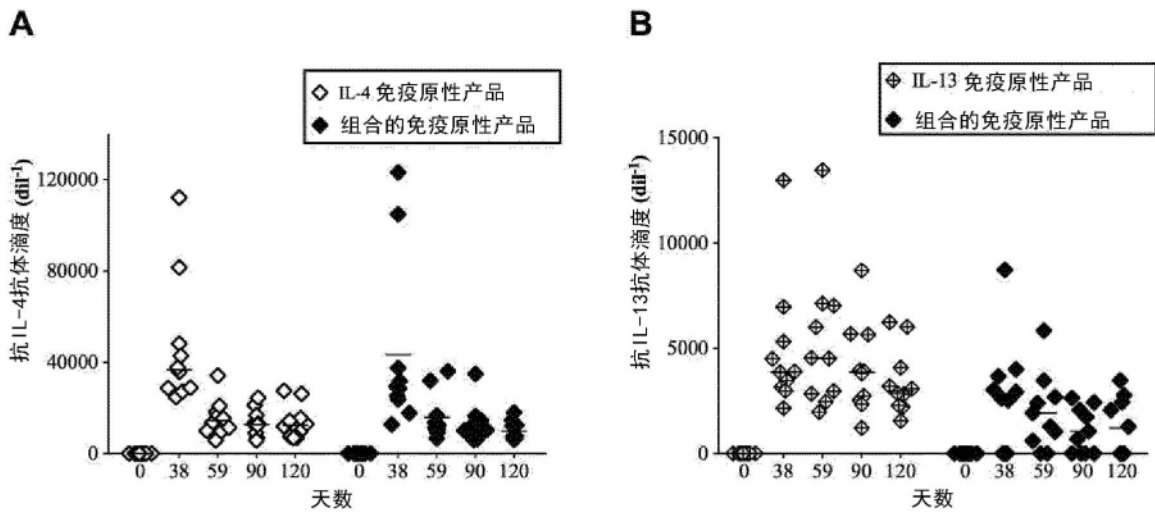 A
IL-4 免疫原性产品
组合的免疫原性产品
抗IL-4抗体滴度 (dil⁻¹)
120000
80000
40000
0
0 38 59 90 120 0 38 59 90 120
天数
B
IL-13 免疫原性产品
组合的免疫原性产品
抗IL-13抗体滴度 (dil⁻¹)
15000
10000
5000
0
0 38 59 90 120 0 38 59 90 120
天数